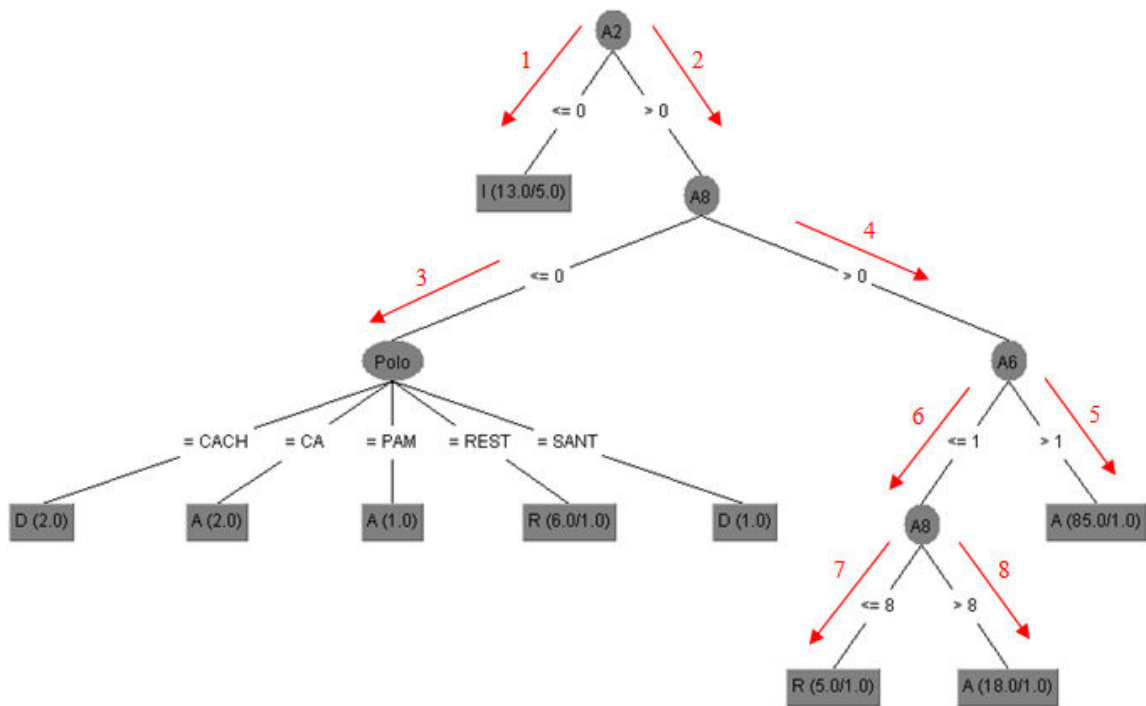 A2
1
2
<= 0
> 0
I (13.0/5.0)
A8
4
3
<= 0
> 0
Polo
A6
6
5
= CACH
= CA
= PAM
= REST
= SANT
<= 1
> 1
D (2.0)
A (2.0)
A (1.0)
R (6.0/1.0)
D (1.0)
A8
A (85.0/1.0)
7
8
<= 8
> 8
R (5.0/1.0)
A (18.0/1.0)